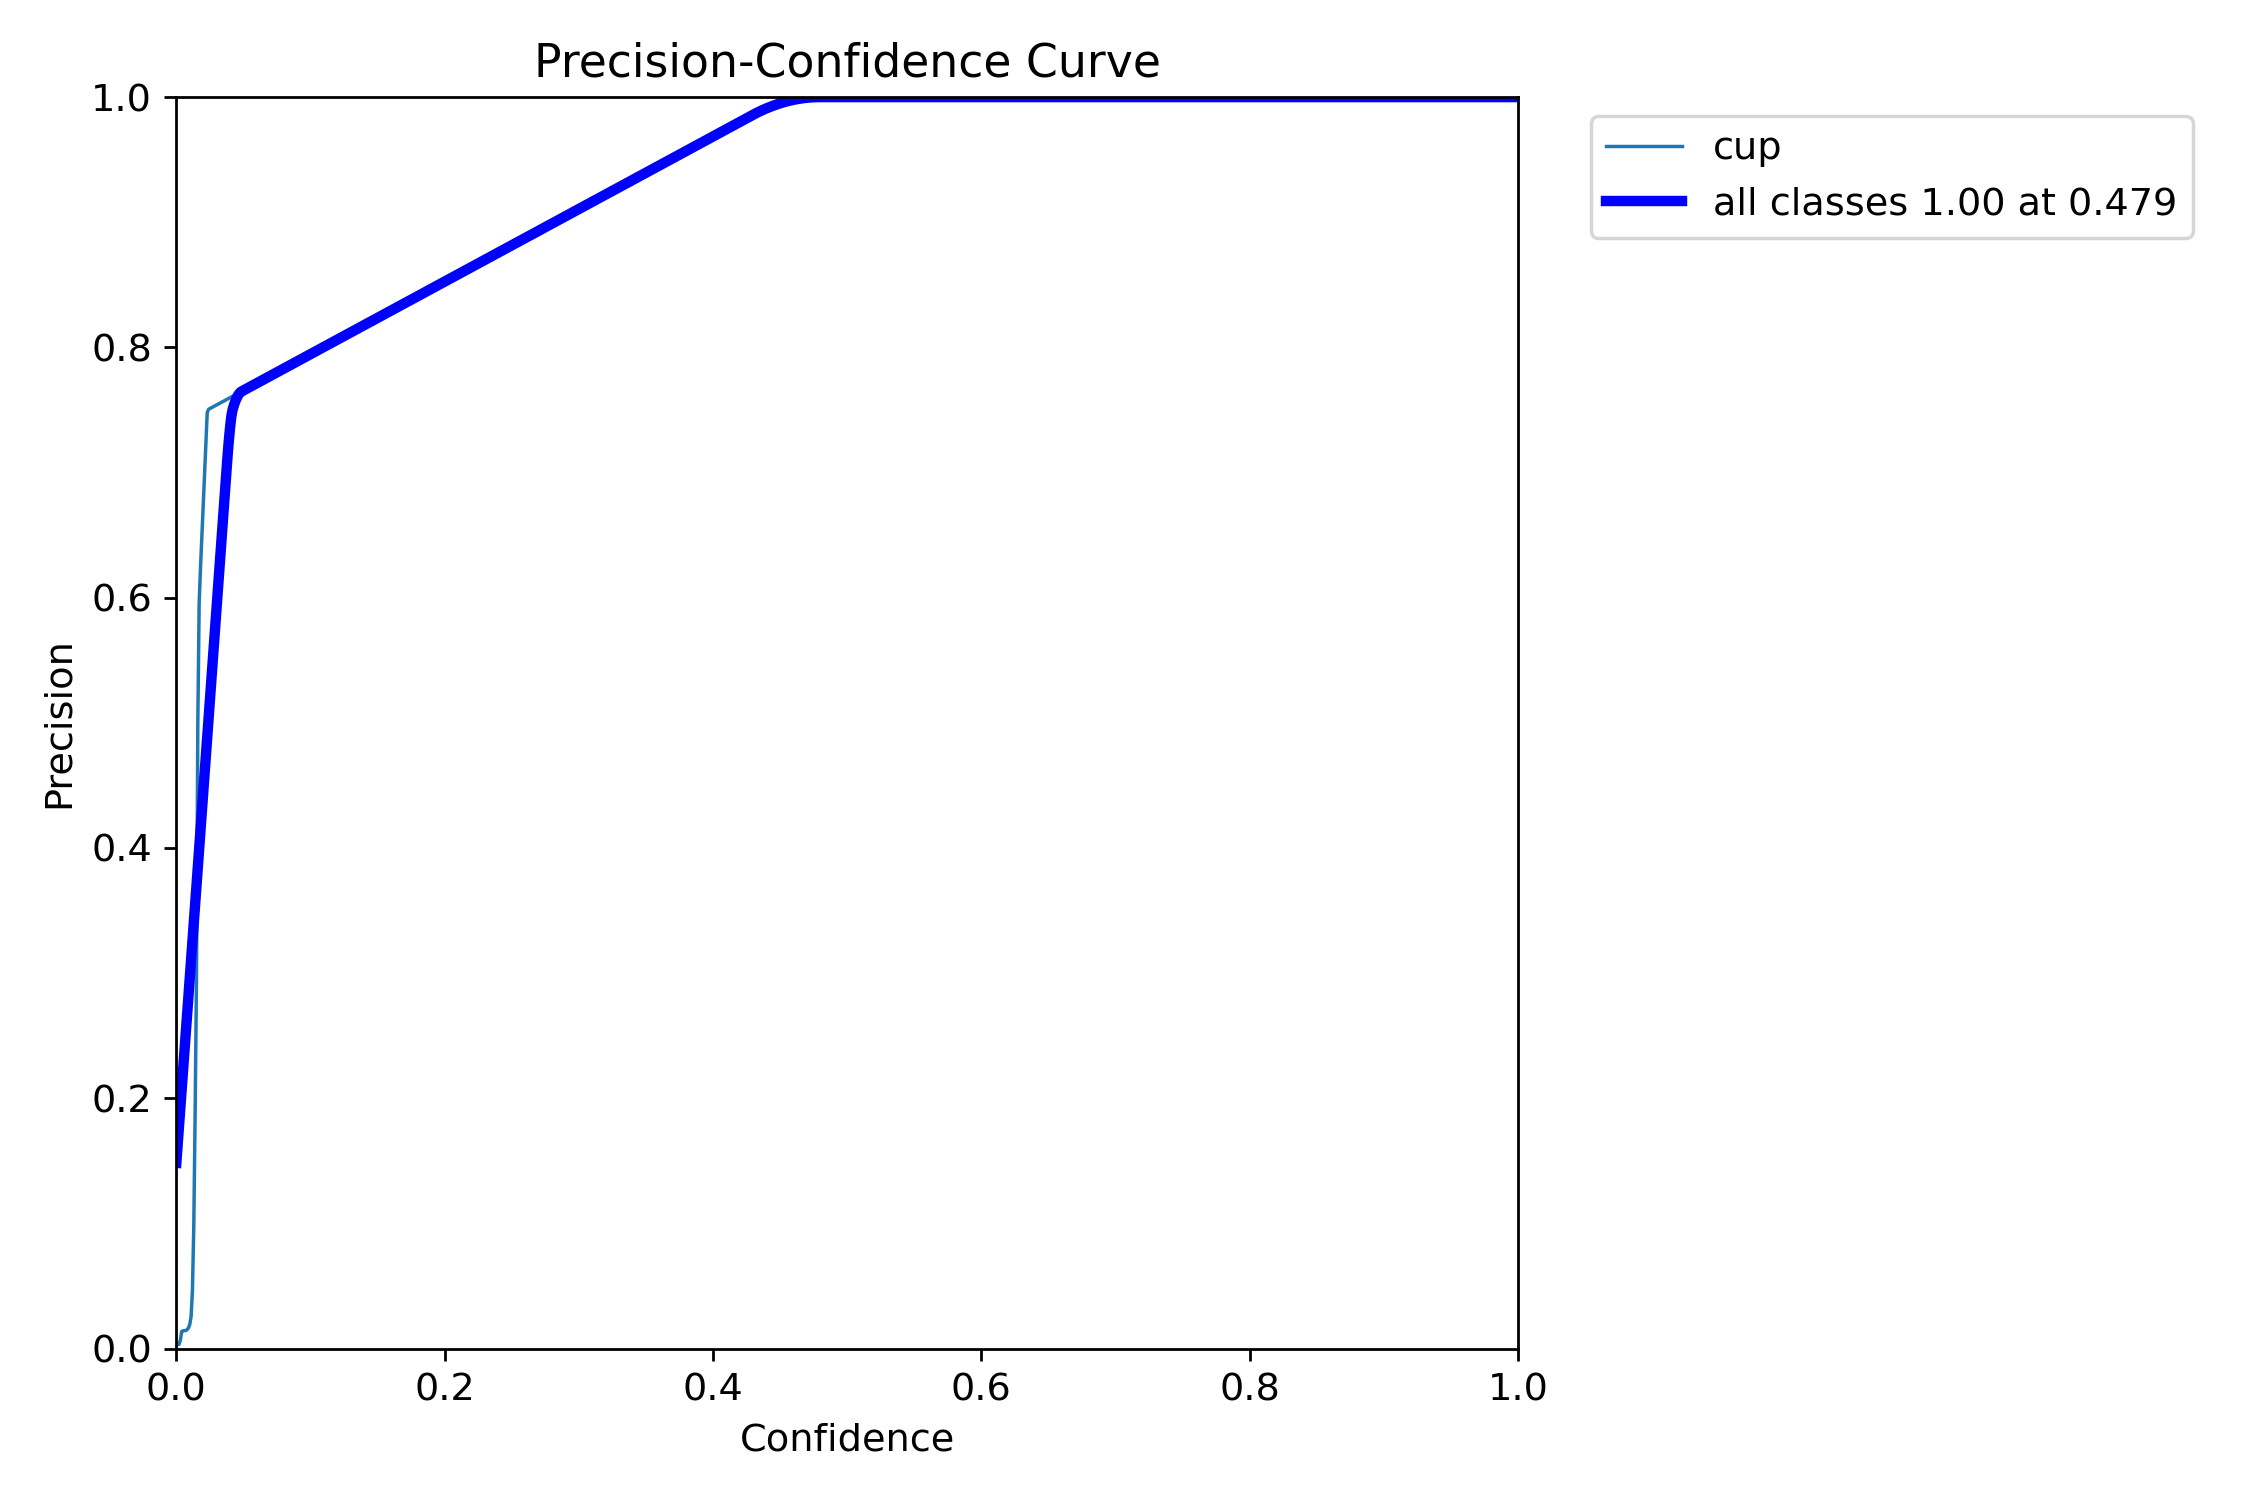 Precision-Confidence Curve
1.0
0.8
0.6
0.4
0.2
0.0
Precision
0.0 0.2 0.4 0.6 0.8 1.0
Confidence
cup
all classes 1.00 at 0.479